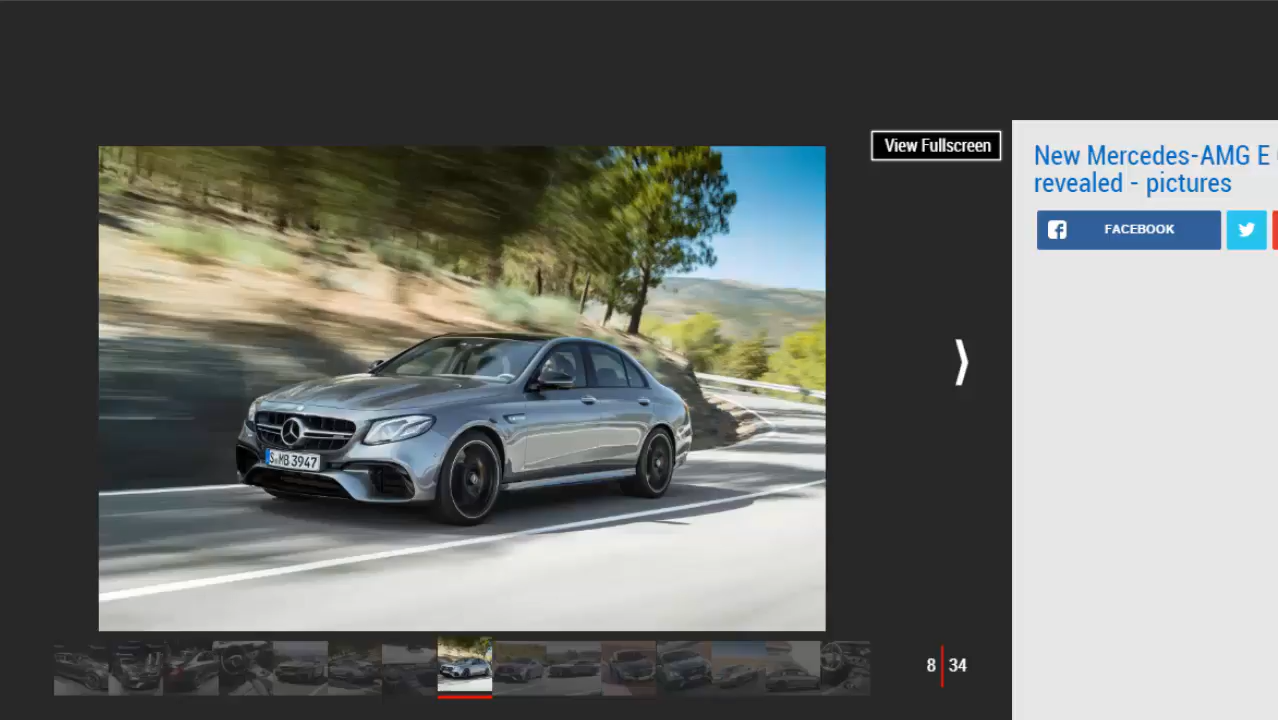 View Fullscreen
New Mercedes-AMG E
revealed - pictures
FACEBOOK
S MB 3947
8 34